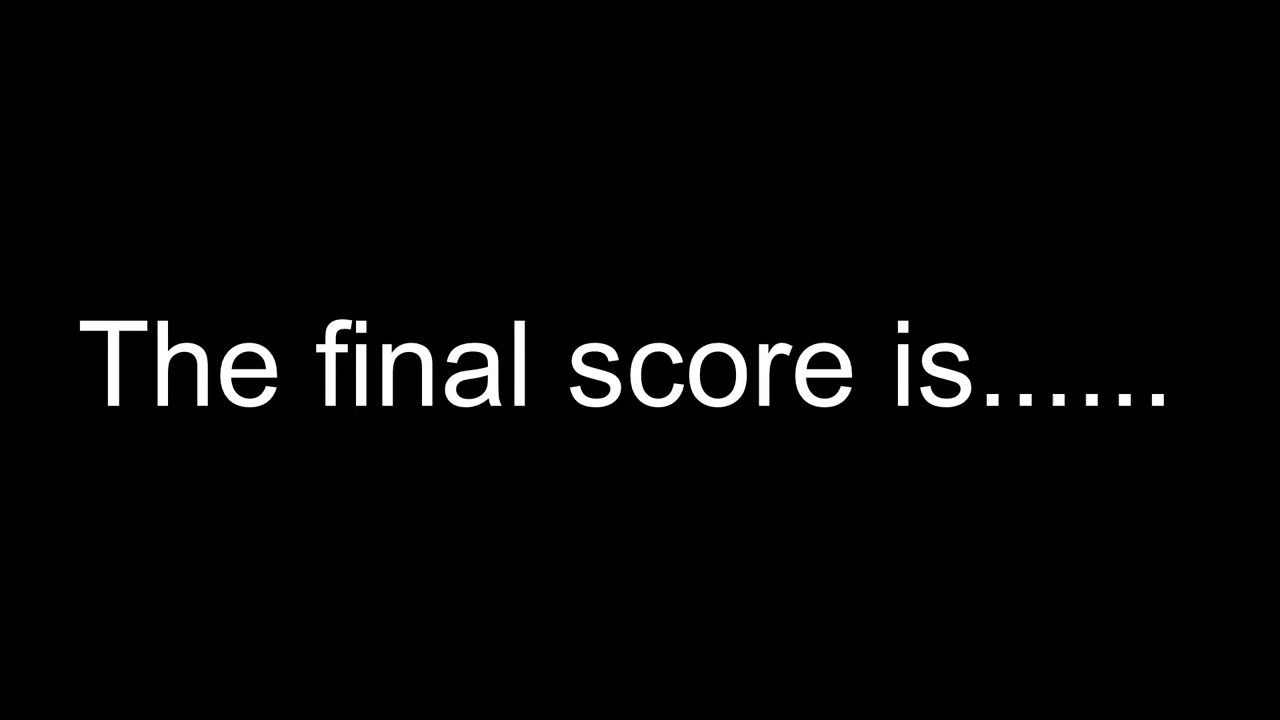 The final score is......